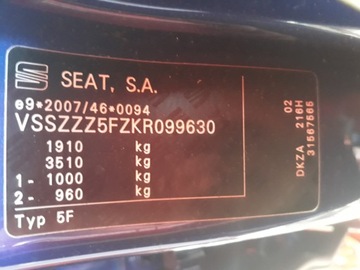 SEAT, S.A.
e9*2007/46*0094
VSSZZZ5FZKR099630
1910 kg
3510 kg
1- 1000 kg
2- 960 kg
Typ 5F
DKZA 216H 02
31567565